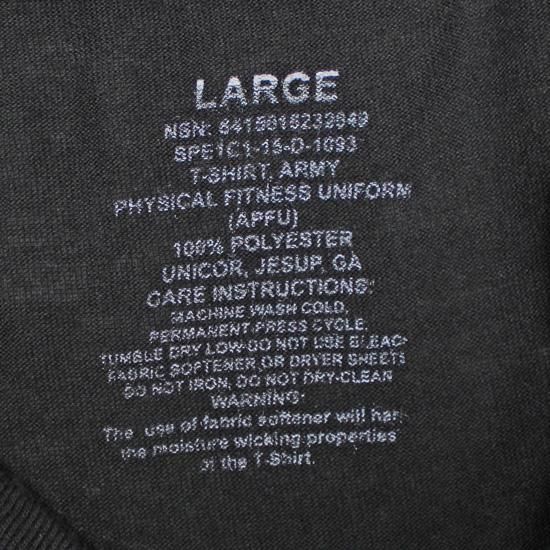 LARGE
NSN: 8415016232649
SPE1C1-15-D-1093
T-SHIRT, ARMY
PHYSICAL FITNESS UNIFORM
(APFU)
100% POLYESTER
UNICOR, JESUP, GA
CARE INSTRUCTIONS:
MACHINE WASH COLD,
PERMANENT PRESS CYCLE.
TUMBLE DRY LOW-DO NOT USE BLEAC
FABRIC SOFTENER OR DRYER SHEETS
DO NOT IRON, DO NOT DRY-CLEAN
WARNING:
The use of fabric softener will har
the moisture wicking properties
of the T-Shirt.